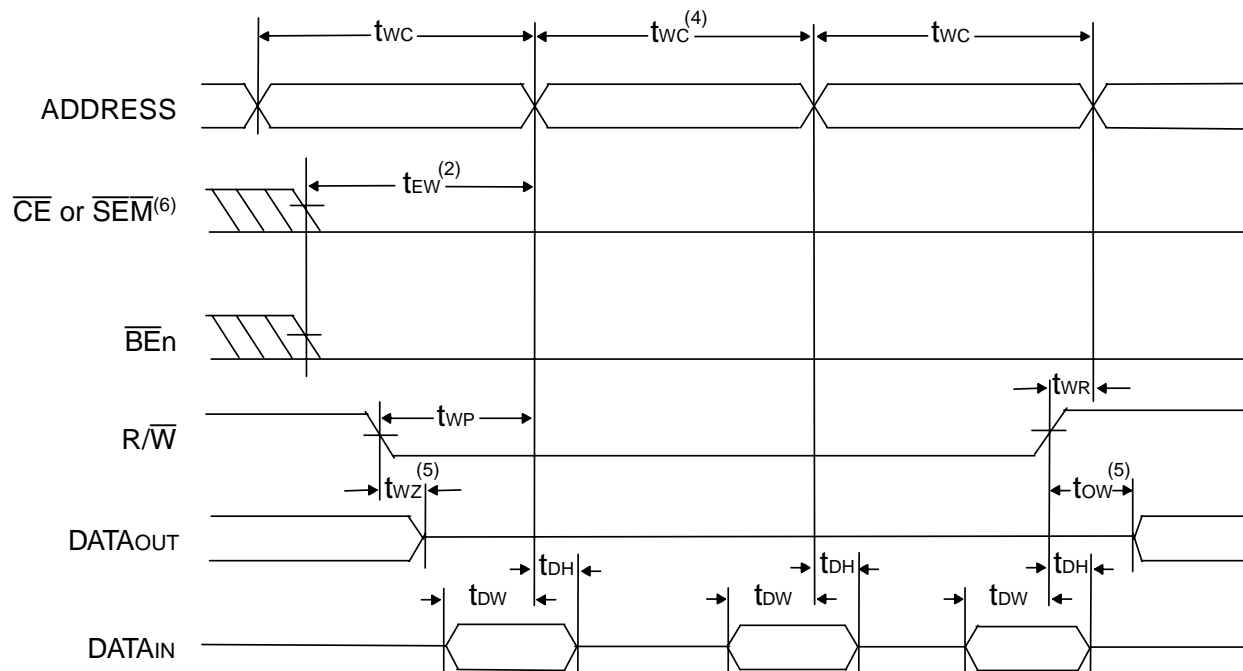 tWC tWC(4) tWC
ADDRESS
tEW(2)
CE or SEM(6)
BEn
tWR
tWP
R/W
tWZ(5) tOW(5)
DATAOUT
tDH tDH tDH
tDW tDW tDW
DATAIN